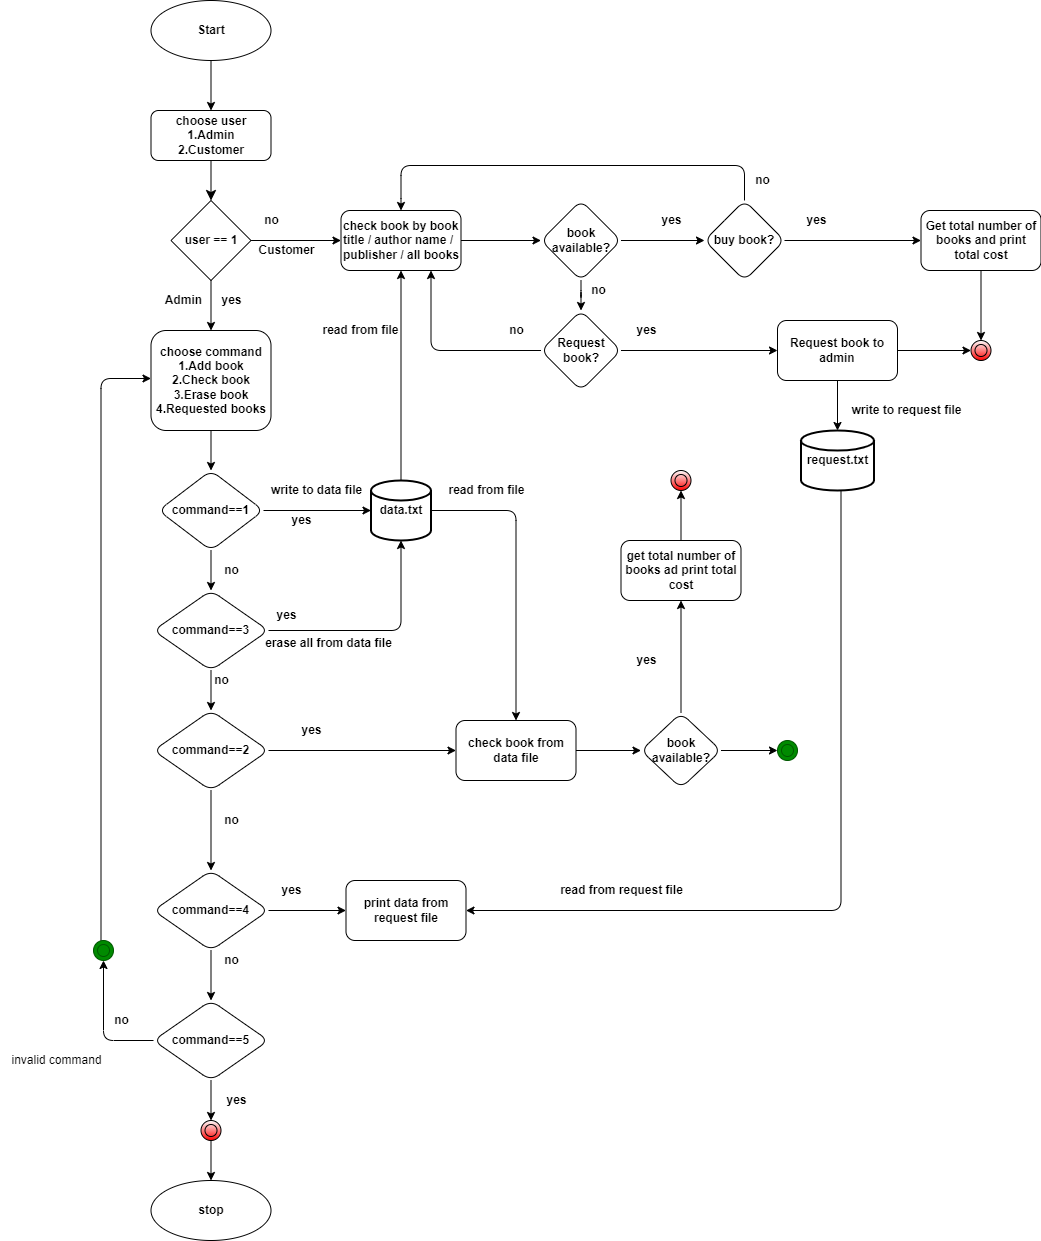 Start
choose user
1.Admin
2.Customer
user == 1
no
Customer
Admin
yes
check book by book
title / author name /
publisher / all books
book
available?
yes
buy book?
no
yes
Get total number of
books and print
total cost
no
Request
book?
no
yes
Request book to
admin
write to request file
request.txt
read from file
choose command
1.Add book
2.Check book
3.Erase book
4.Requested books
command==1
write to data file
yes
data.txt
read from file
no
command==3
yes
erase all from data file
no
command==2
yes
check book from
data file
book
available?
yes
get total number of
books ad print total
cost
no
command==4
yes
print data from
request file
read from request file
no
command==5
no
invalid command
yes
stop